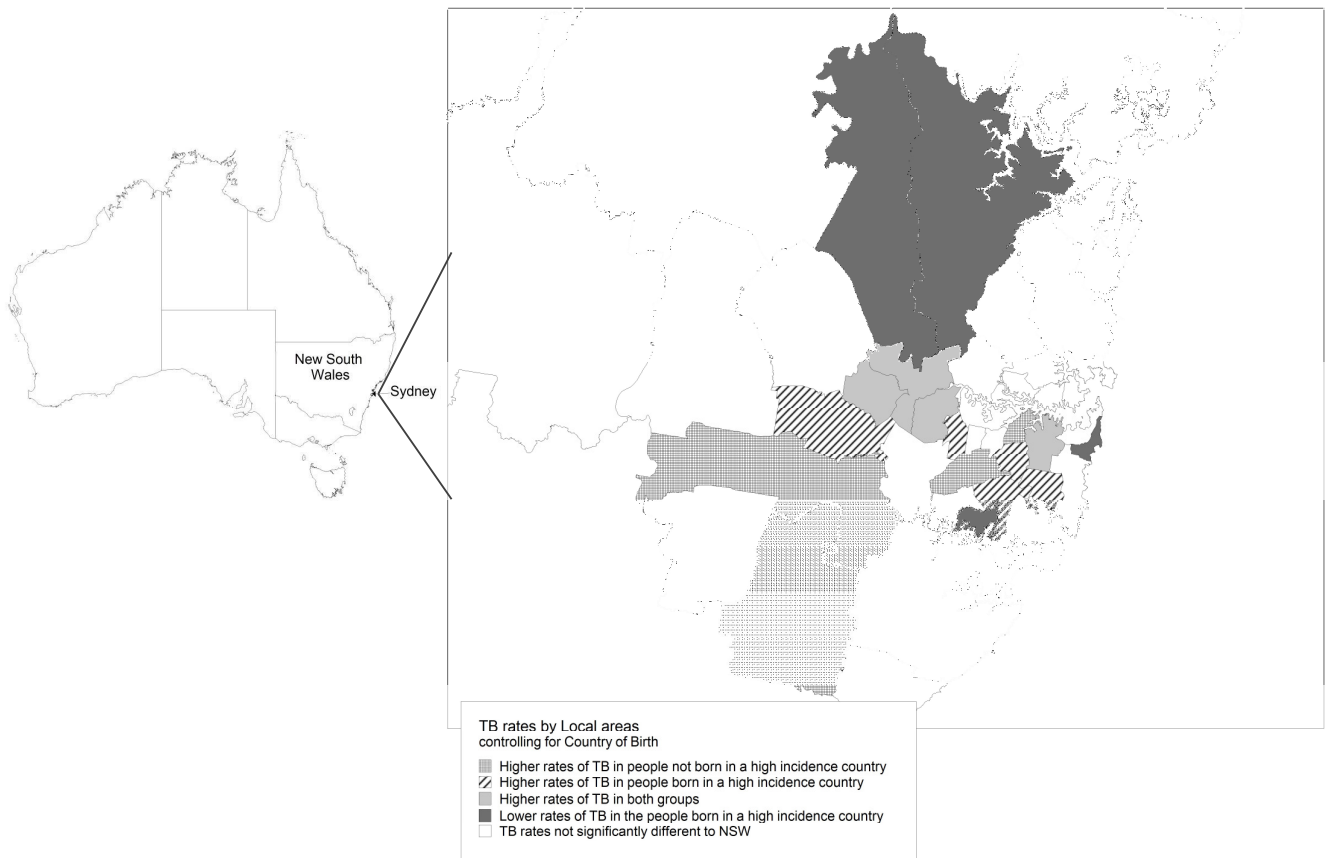 New South
Wales
Sydney
TB rates by Local areas
controlling for Country of Birth
Higher rates of TB in people not born in a high incidence country
Higher rates of TB in people born in a high incidence country
Higher rates of TB in both groups
Lower rates of TB in the people born in a high incidence country
TB rates not significantly different to NSW